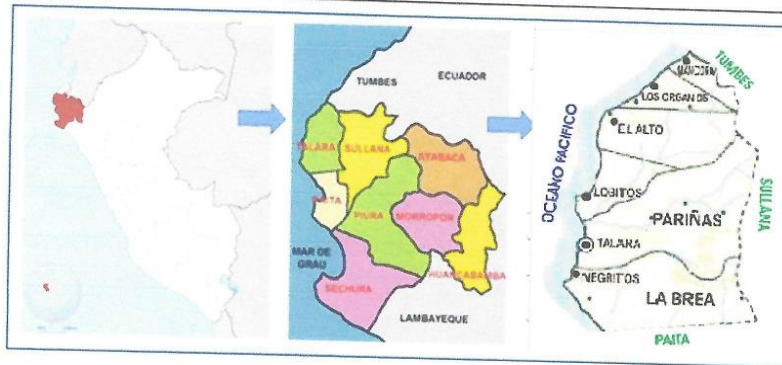 TUMBES
ECUADOR
TALARA
SULLANA
AYABACA
PAITA
PIURA
MORROPON
MAR DE
GRAU
HUANCABAMBA
SECHURA
LAMBAYEQUE
OCEANO PACIFICO
TUMBES
MANCORA
LOS ORGANOS
EL ALTO
LOBITOS
PARIÑAS
SULLANA
TALARA
NEGRITOS
LA BREA
PAITA